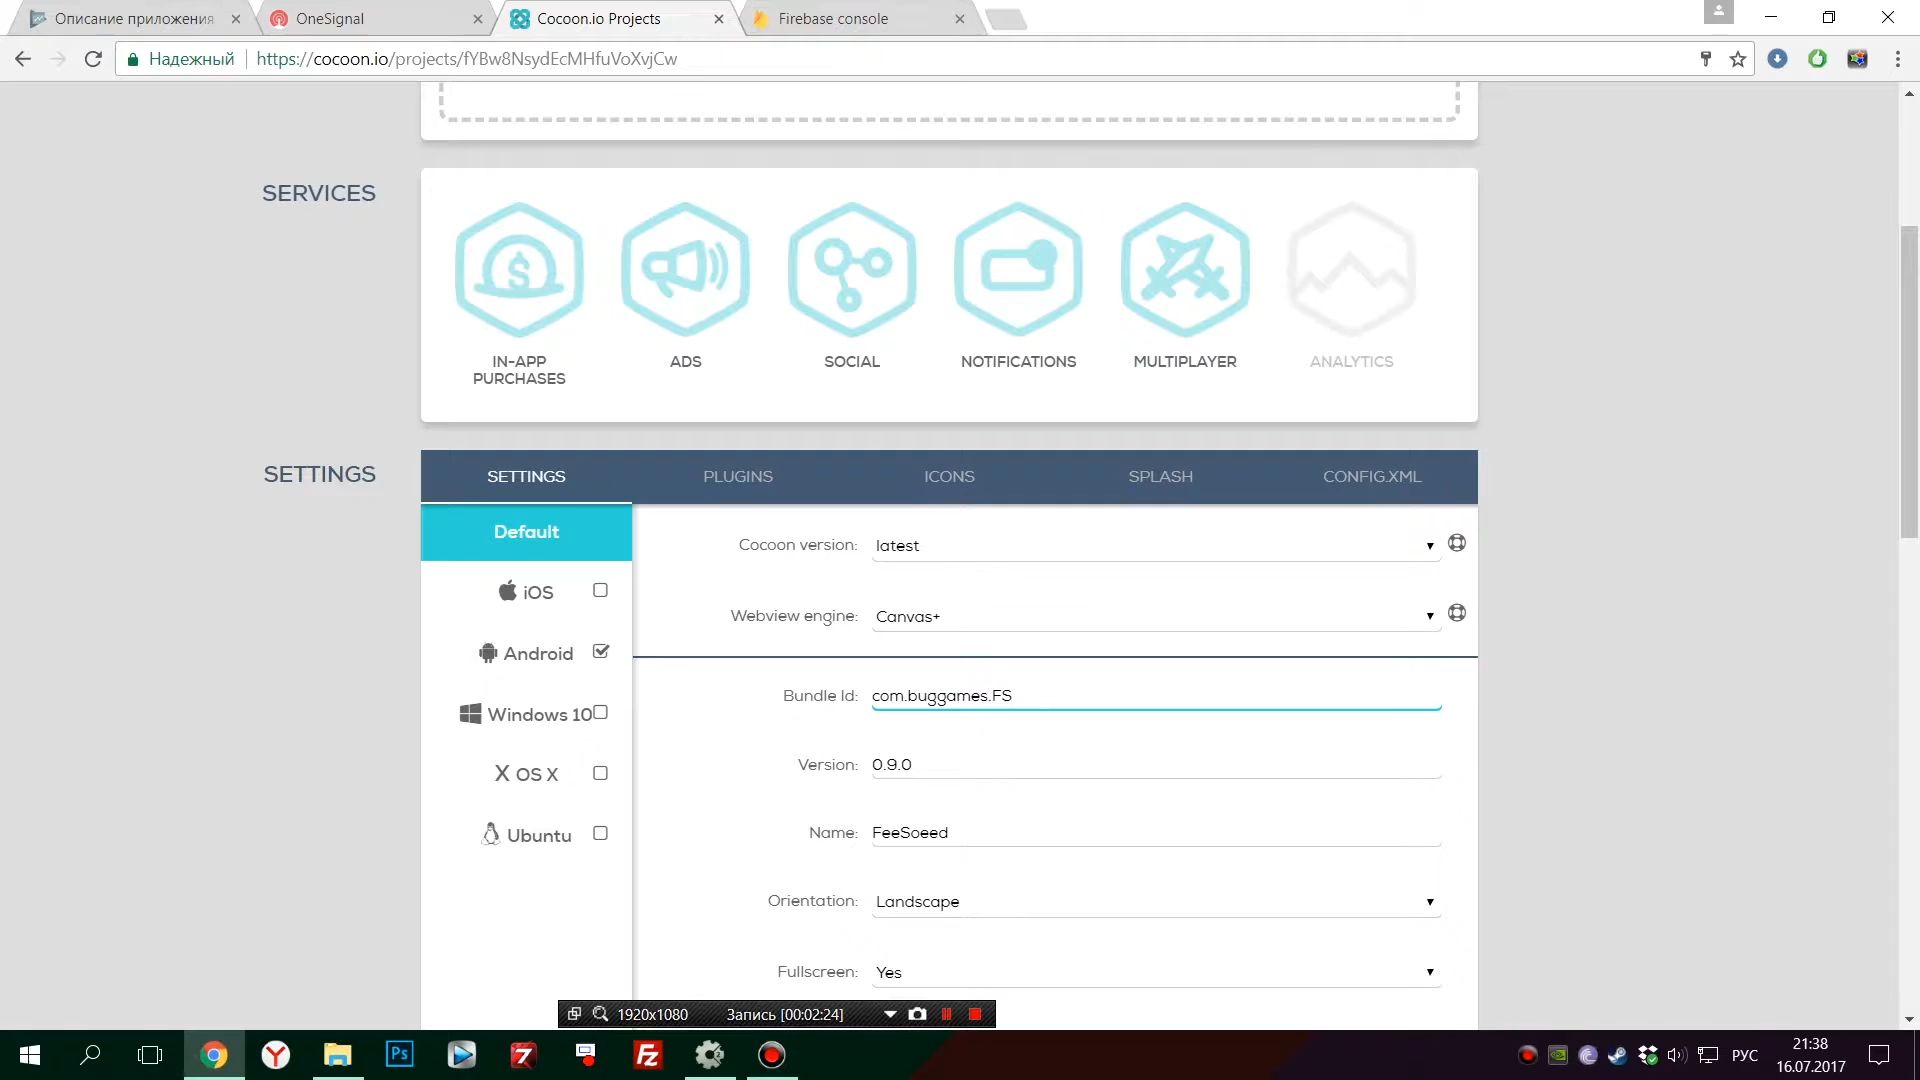 Описание приложения
OneSignal
Cocoon.io Projects
Firebase console
Надежный
https://cocoon.io/projects/fYBw8NsydEcMHfuVoXvjCw
SERVICES
IN-APP
PURCHASES
ADS
SOCIAL
NOTIFICATIONS
MULTIPLAYER
ANALYTICS
SETTINGS
SETTINGS
PLUGINS
ICONS
SPLASH
CONFIG.XML
Default
iOS
Android
Windows 10
X OS X
Ubuntu
Cocoon version: latest
Webview engine: Canvas+
Bundle Id: com.buggames.FS
Version: 0.9.0
Name: FeeSoeed
Orientation: Landscape
Fullscreen: Yes
1920x1080
Запись [00:02:24]
Ps
Fz
РУС
21:38
16.07.2017